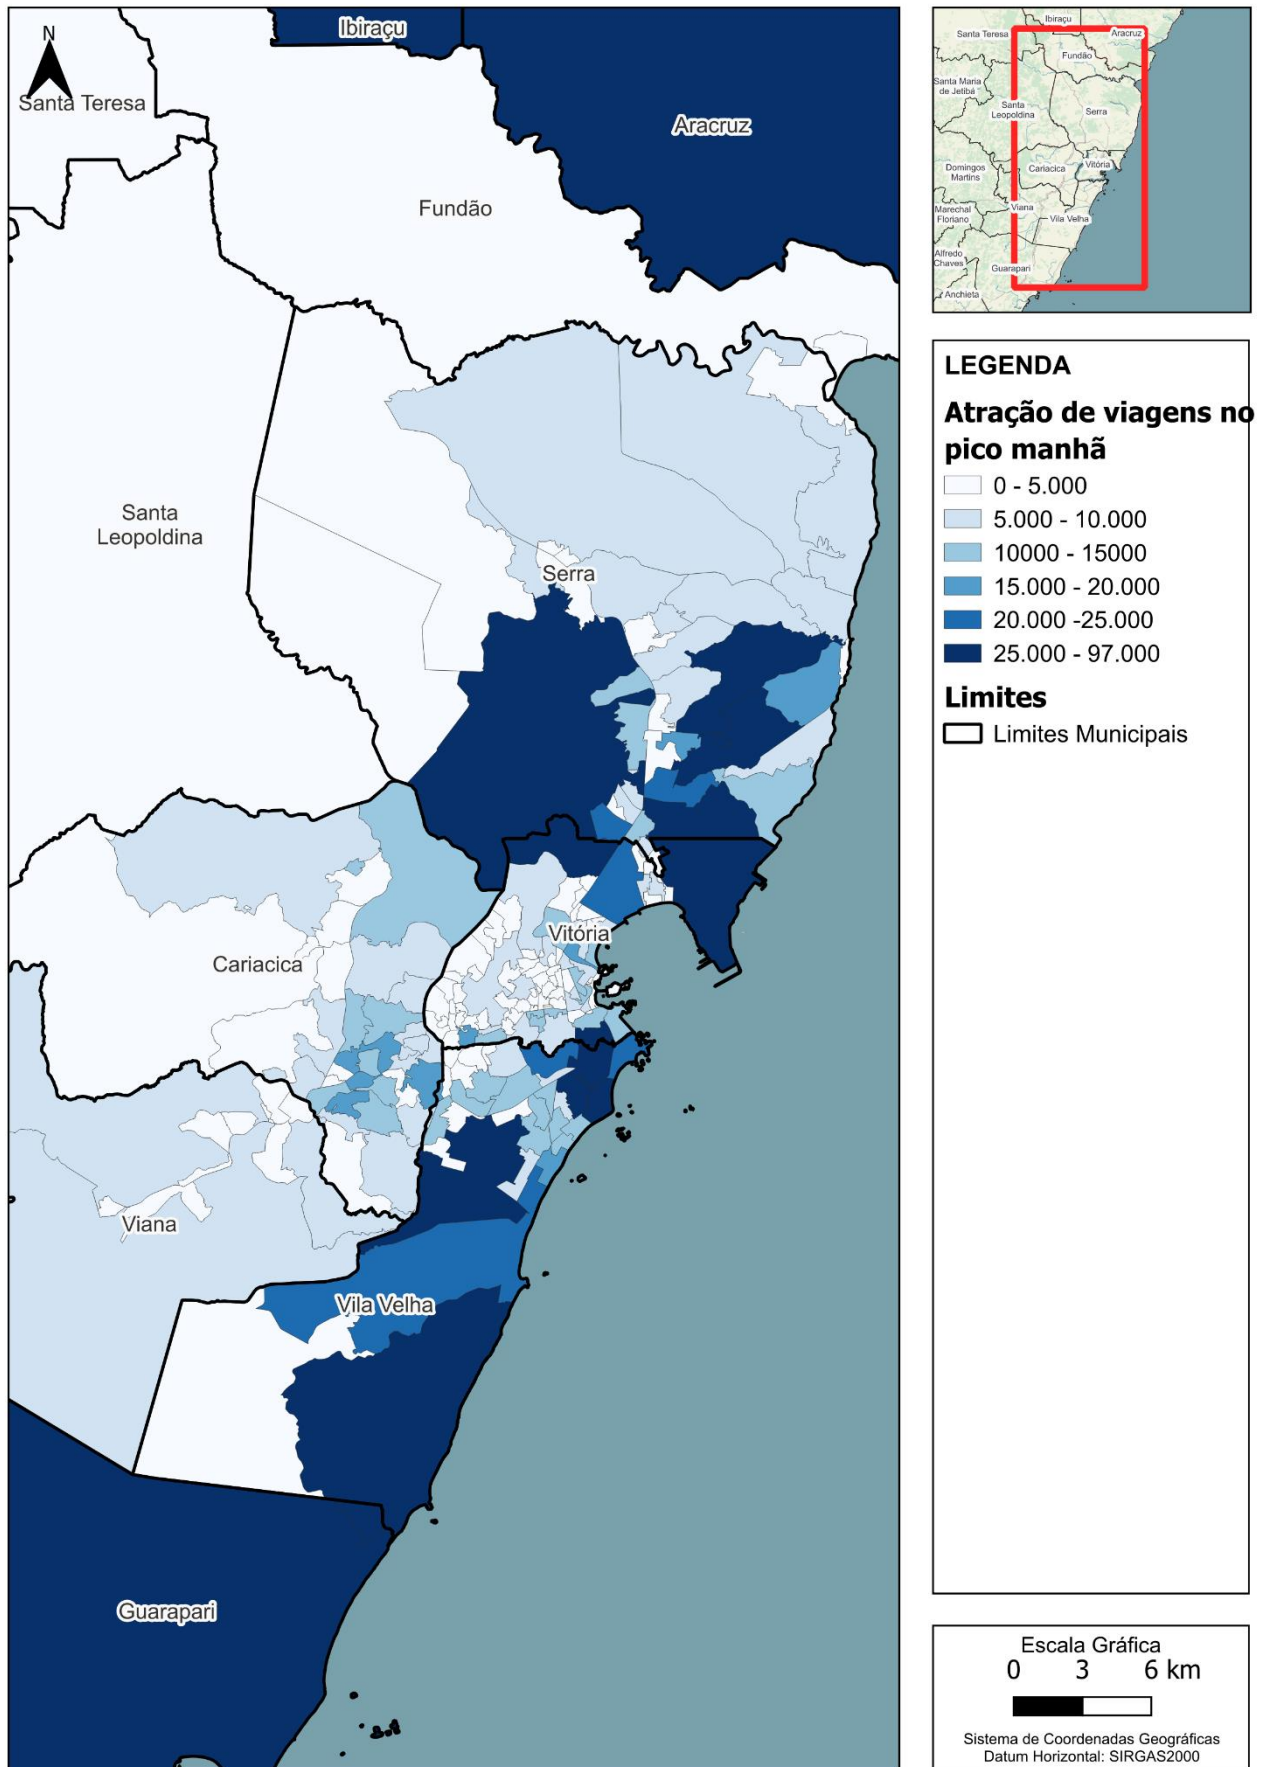 Ibiraçu
N
Santa Teresa
Aracruz
Fundão
Santa
Leopoldina
Serra
Vitória
Cariacica
Viana
Vila Velha
Guarapari
Ibiraçu
Santa Teresa
Aracruz
Fundão
Santa Maria
de Jetibá
Santa
Leopoldina
Serra
Domingos
Martins
Cariacica
Vitória
Marechal
Floriano
Viana
Vila Velha
Alfredo
Chaves
Guarapari
Anchieta
LEGENDA
Atração de viagens no
pico manhã
0 - 5.000
5.000 - 10.000
10000 - 15000
15.000 - 20.000
20.000 -25.000
25.000 - 97.000
Limites
Limites Municipais
Escala Gráfica
0 3 6 km
Sistema de Coordenadas Geográficas
Datum Horizontal: SIRGAS2000